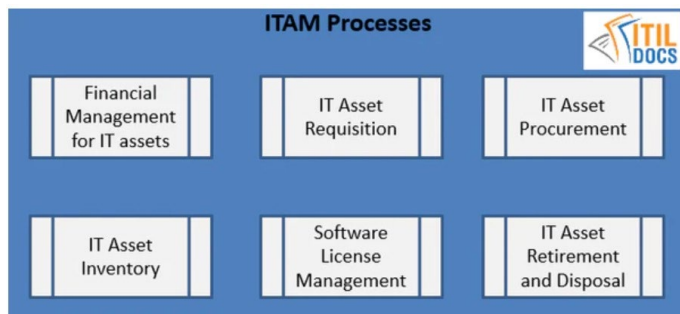 ITAM Processes
ITIL
DOCS
Financial
Management
for IT assets
IT Asset
Requisition
IT Asset
Procurement
IT Asset
Inventory
Software
License
Management
IT Asset
Retirement
and Disposal